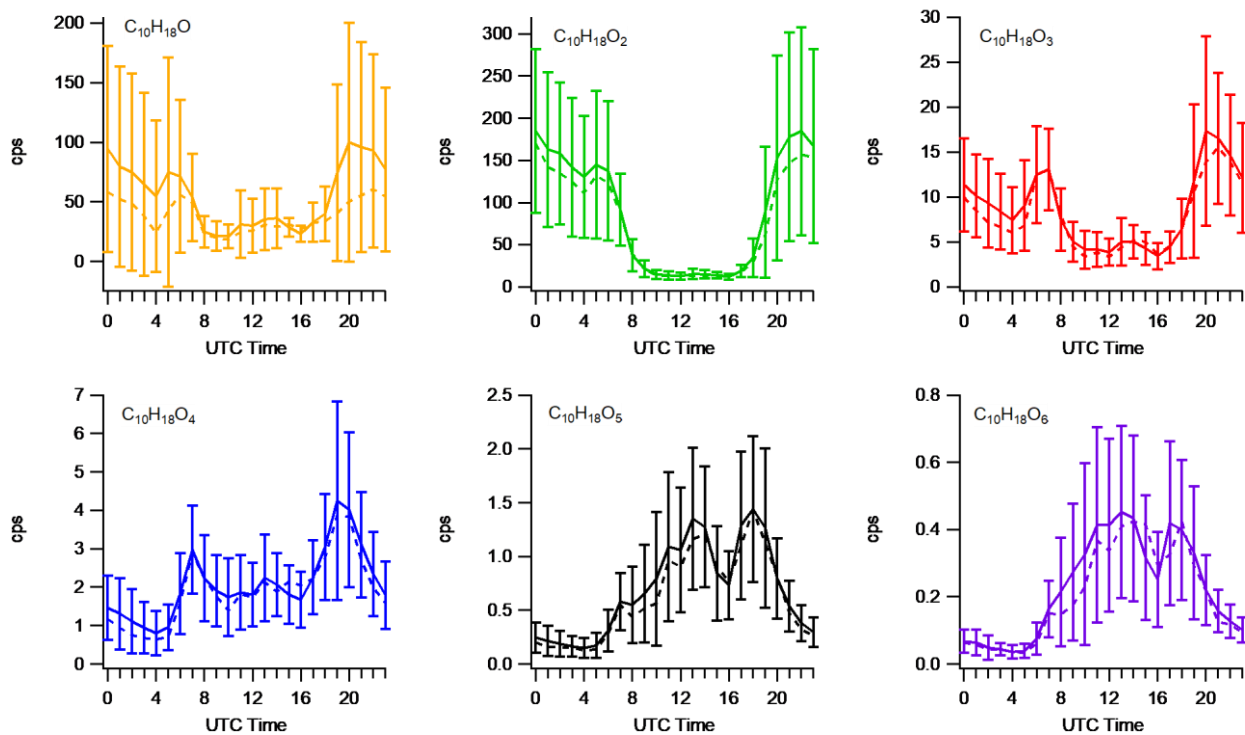 C₁₀H₁₈O
200
150
100
50
0
cps
0 4 8 12 16 20
UTC Time
C₁₀H₁₈O₂
300
250
200
150
100
50
0
cps
0 4 8 12 16 20
UTC Time
C₁₀H₁₈O₃
30
25
20
15
10
5
0
cps
0 4 8 12 16 20
UTC Time
C₁₀H₁₈O₄
7
6
5
4
3
2
1
0
cps
0 4 8 12 16 20
UTC Time
C₁₀H₁₈O₅
2.5
2.0
1.5
1.0
0.5
0.0
cps
0 4 8 12 16 20
UTC Time
C₁₀H₁₈O₆
0.8
0.6
0.4
0.2
0.0
cps
0 4 8 12 16 20
UTC Time